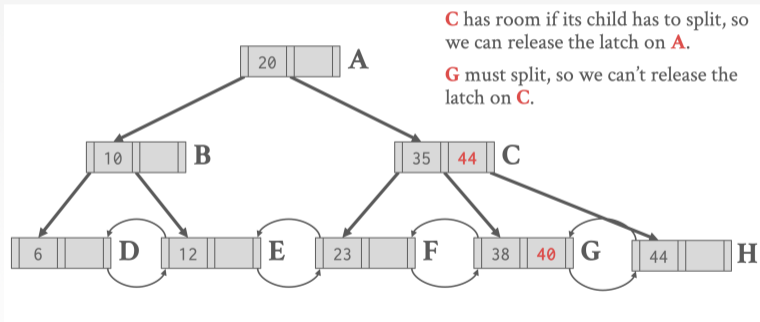 C has room if its child has to split, so
we can release the latch on A.
G must split, so we can't release the
latch on C.
20 A
10 B
35 44 C
6 D
12 E
23 F
38 40 G
44 H